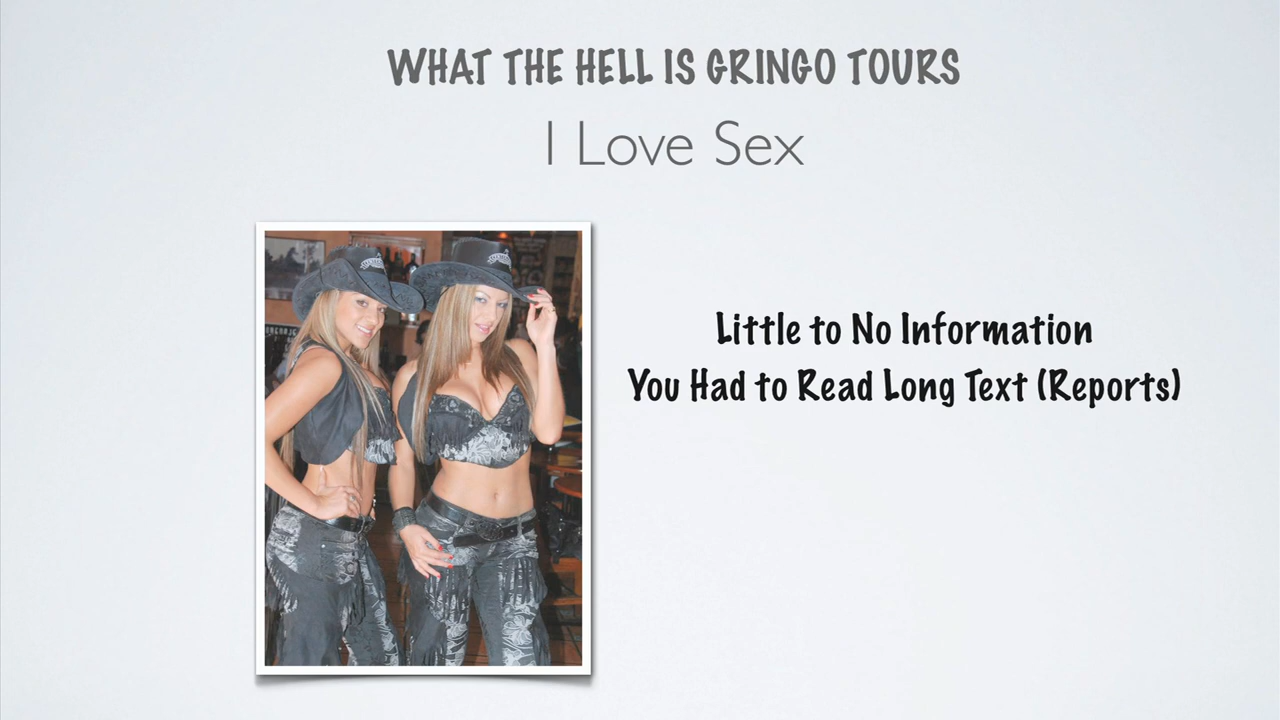 WHAT THE HELL IS GRINGO TOURS
I Love Sex
Little to No Information
You Had to Read Long Text (Reports)